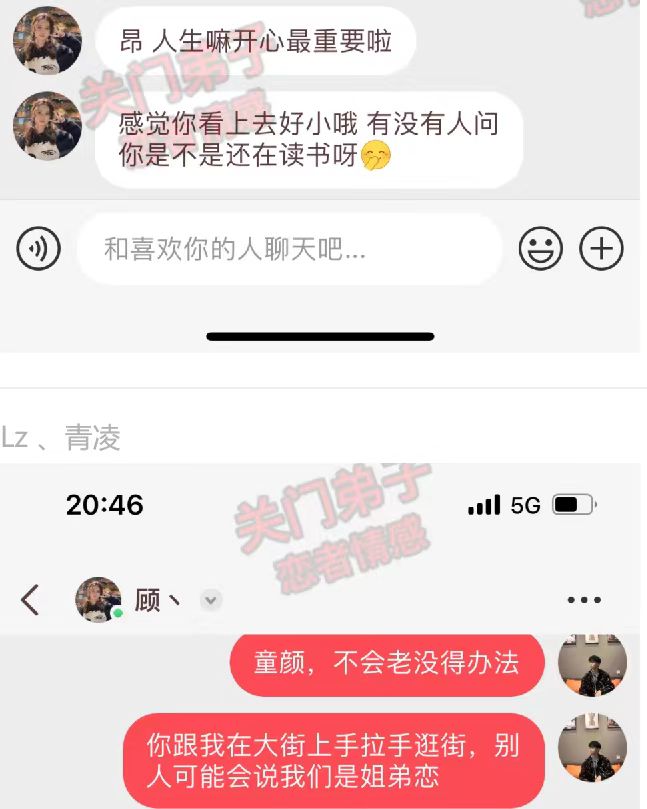 昂 人生嘛开心最重要啦
感觉你看上去好小哦 有没有人问
你是不是还在读书呀🤭
和喜欢你的人聊天吧...
Lz 、青凌
20:46
5G
顾丶
童颜，不会老没得办法
你跟我在大街上手拉手逛街，别
人可能会说我们是姐弟恋
关门弟子
恋者情感
关门弟子
恋者情感